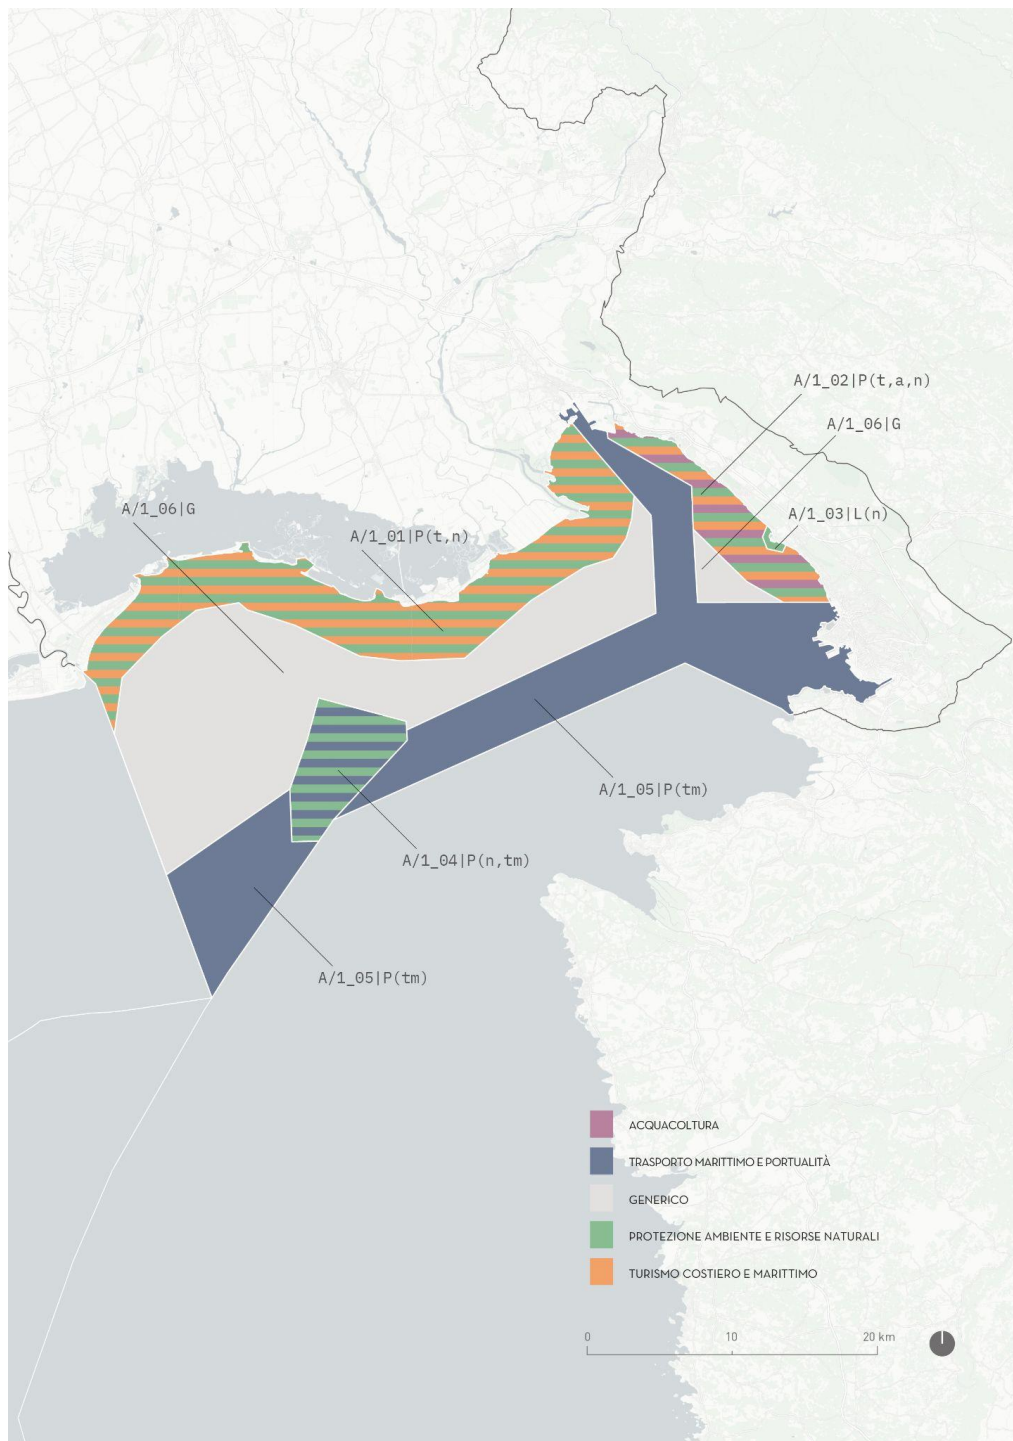 A/1_02|P(t,a,n)
A/1_06|G
A/1_06|G
A/1_03|L(n)
A/1_01|P(t,n)
A/1_05|P(tm)
A/1_04|P(n,tm)
A/1_05|P(tm)
ACQUACOLTURA
TRASPORTO MARITTIMO E PORTUALITÀ
GENERICO
PROTEZIONE AMBIENTE E RISORSE NATURALI
TURISMO COSTIERO E MARITTIMO
0 10 20 km